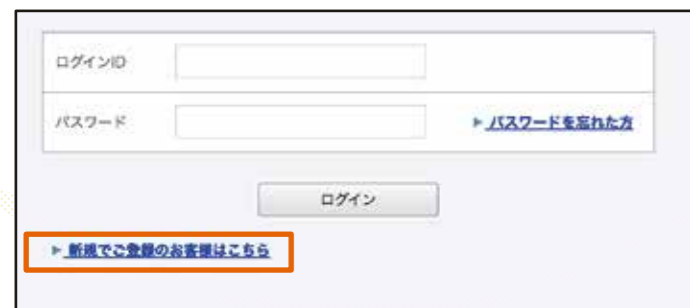 ログインID
パスワード
▶ パスワードを忘れた方
ログイン
▶ 新規でご登録のお客様はこちら